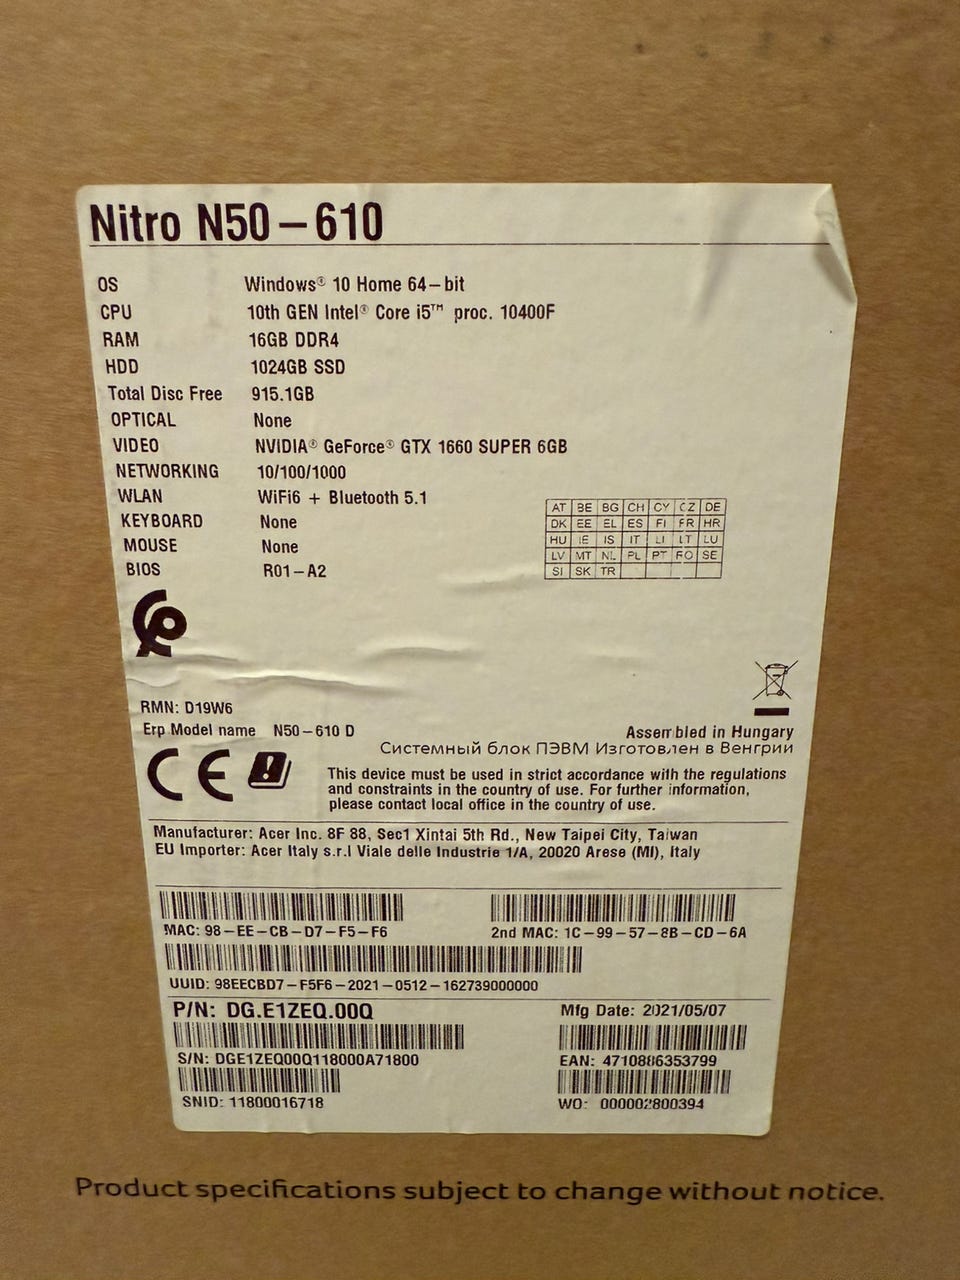 Nitro N50-610
OS Windows® 10 Home 64-bit
CPU 10th GEN Intel® Core i5™ proc. 10400F
RAM 16GB DDR4
HDD 1024GB SSD
Total Disc Free 915.1GB
OPTICAL None
VIDEO NVIDIA® GeForce® GTX 1660 SUPER 6GB
NETWORKING 10/100/1000
WLAN WiFi6 + Bluetooth 5.1
KEYBOARD None
MOUSE None
BIOS R01-A2
AT BE BG CH CY CZ DE
DK EE EL ES FI FR HR
HU IE IS IT LI LT LU
LV MT NL PL PT RO SE
SI SK TR
RMN: D19W6
Erp Model name N50-610 D
Assembled in Hungary
Системный блок ПЭВМ Изготовлен в Венгрии
CE
This device must be used in strict accordance with the regulations
and constraints in the country of use. For further information,
please contact local office in the country of use.
Manufacturer: Acer Inc. 8F 88, Sec1 Xintai 5th Rd., New Taipei City, Taiwan
EU Importer: Acer Italy s.r.l Viale delle Industrie 1/A, 20020 Arese (MI), Italy
MAC: 98-EE-CB-D7-F5-F6
2nd MAC: 1C-99-57-8B-CD-6A
UUID: 98EECBD7-F5F6-2021-0512-162739000000
P/N: DG.E1ZEQ.00Q
Mfg Date: 2021/05/07
S/N: DGE1ZEQ00Q118000A71800
EAN: 4710886353799
SNID: 11800016718
WO: 000002800394
Product specifications subject to change without notice.